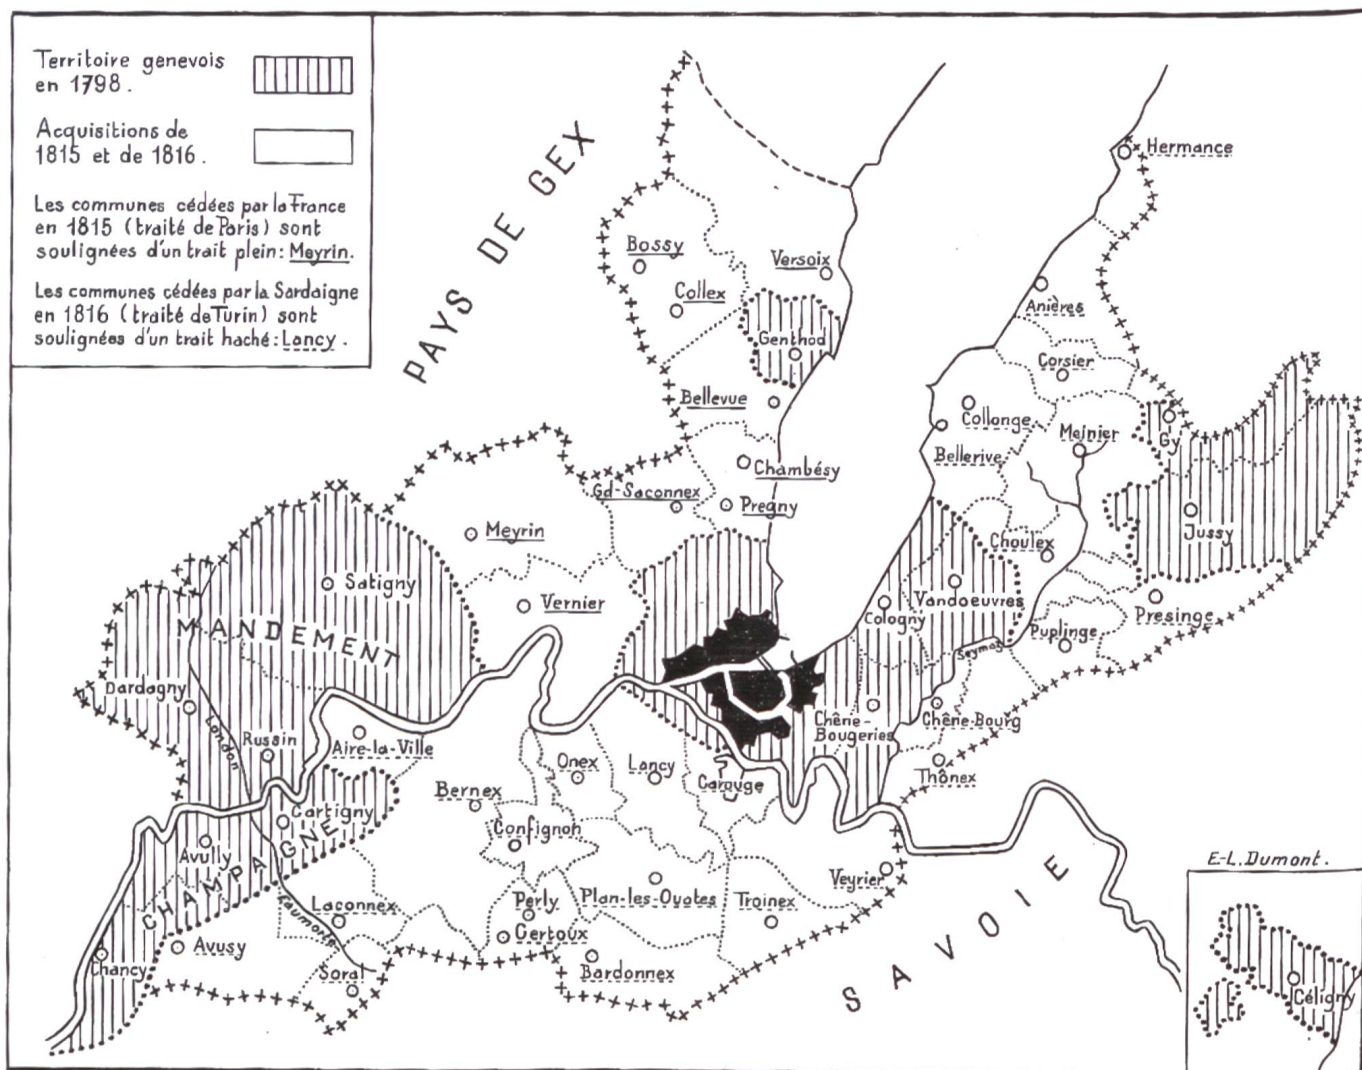 Territoire genevois
en 1798.
Acquisitions de
1815 et de 1816.
Les communes cédées par la France
en 1815 (traité de Paris) sont
soulignées d'un trait plein: Meyrin.
Les communes cédées par la Sardaigne
en 1816 (traité de Turin) sont
soulignées d'un trait haché: Lancy.
PAYS DE GEX
Hermance
Bossy
Versoix
Collex
Anières
Genthod
Corsier
Bellevue
Collonge
Meinier
Gy
Bellerive
Chambésy
Gd-Saconnex
Pregny
Jussy
Meyrin
Choulex
Satigny
Vandoeuvres
Vernier
Cologny
Presinge
MANDEMENT
Puplinge
Seymaz
Dardagny
London
Chêne-
Bougeries
Chêne-Bourg
Russin
Aire-la-Ville
Onex
Lancy
Carouge
Thônex
Bernex
Cartigny
Confignon
Avully
CHAMPAGNE
Veyrier
E-L. Dumont.
Laconnex
Eaumorte
Perly
Plan-les-Ouates
Troinex
Certoux
Avusy
Chancy
Soral
Bardonnex
SAVOIE
Céligny